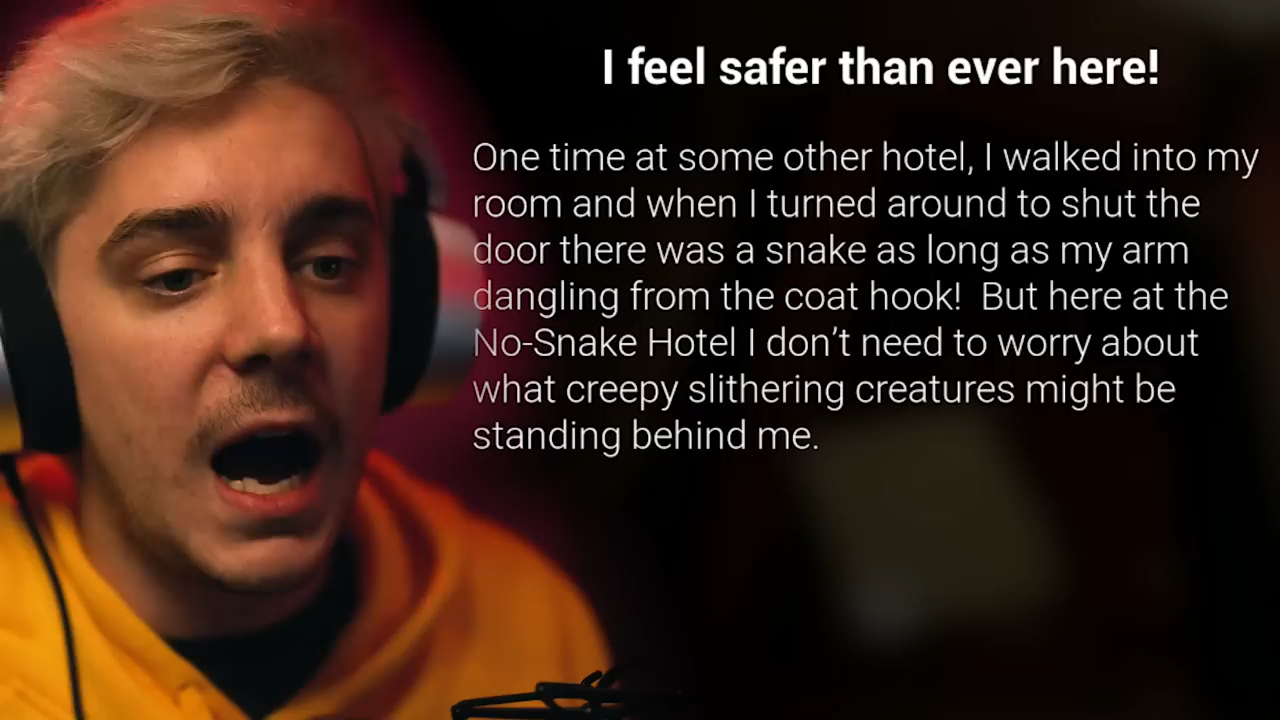 I feel safer than ever here!
One time at some other hotel, I walked into my
room and when I turned around to shut the
door there was a snake as long as my arm
dangling from the coat hook!  But here at the
No-Snake Hotel I don’t need to worry about
what creepy slithering creatures might be
standing behind me.